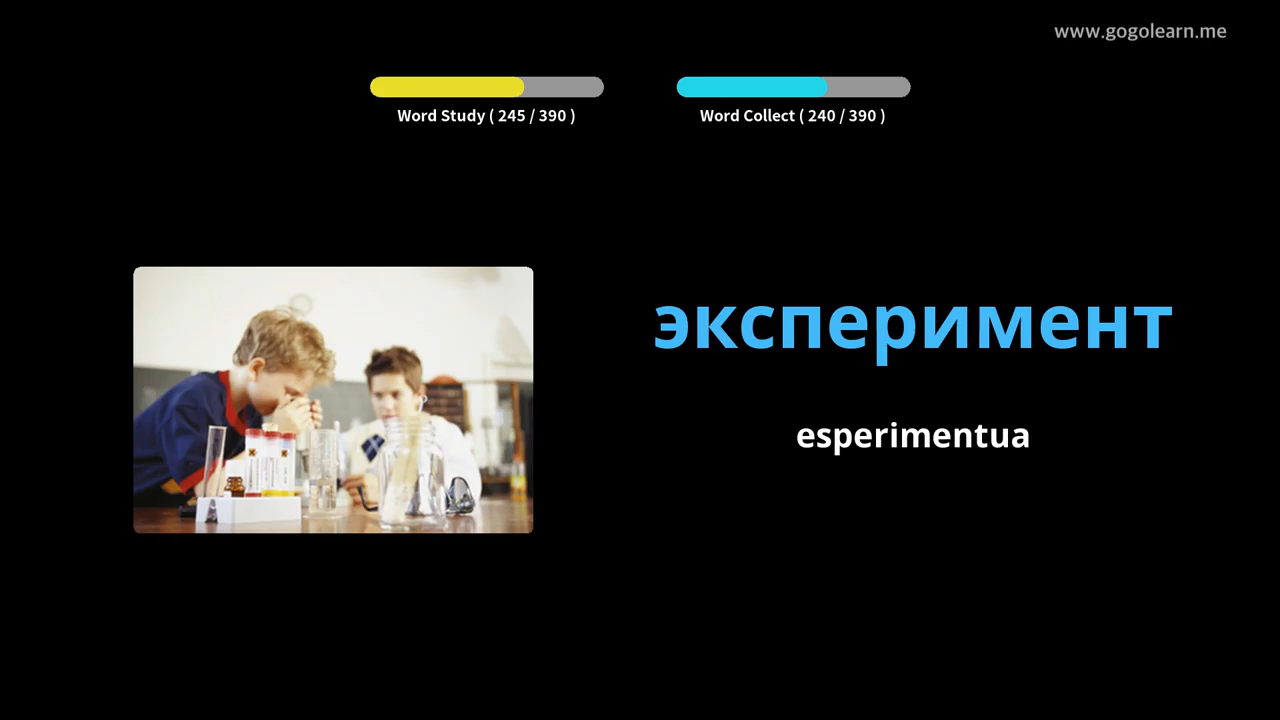 www.gogolearn.me
Word Study ( 245 / 390 )
Word Collect ( 240 / 390 )
эксперимент
esperimentua